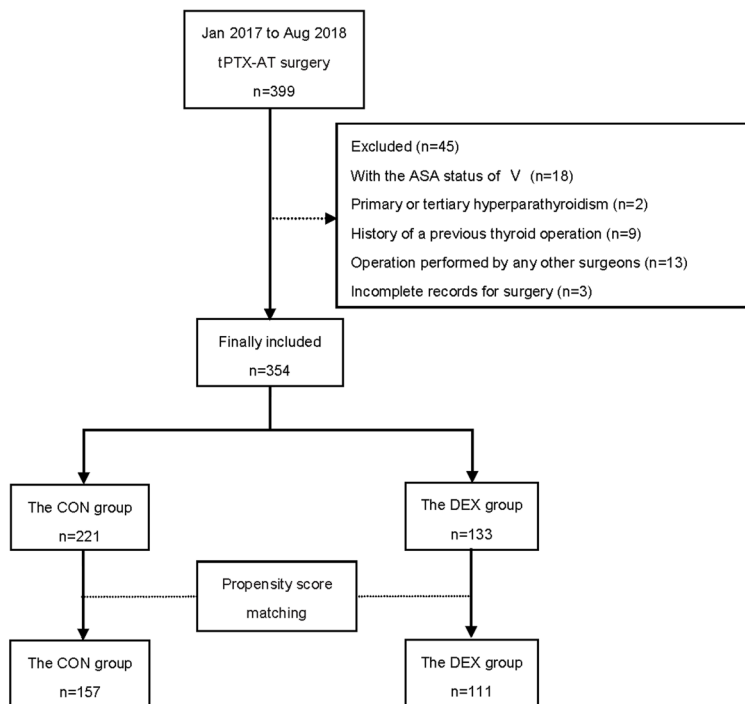 Jan 2017 to Aug 2018
tPTX-AT surgery
n=399
Excluded (n=45)
With the ASA status of V (n=18)
Primary or tertiary hyperparathyroidism (n=2)
History of a previous thyroid operation (n=9)
Operation performed by any other surgeons (n=13)
Incomplete records for surgery (n=3)
Finally included
n=354
The CON group
n=221
The DEX group
n=133
Propensity score
matching
The CON group
n=157
The DEX group
n=111